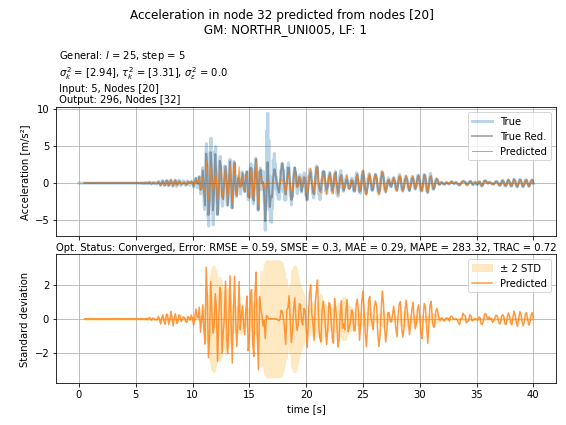 Acceleration in node 32 predicted from nodes [20]
GM: NORTHR_UNI005, LF: 1
General: l = 25, step = 5
σ²ₖ = [2.94], τ²ₖ = [3.31], σ²ε = 0.0
Input: 5, Nodes [20]
Output: 296, Nodes [32]
Acceleration [m/s²]
10
5
0
−5
True
True Red.
Predicted
Opt. Status: Converged, Error: RMSE = 0.59, SMSE = 0.3, MAE = 0.29, MAPE = 283.32, TRAC = 0.72
Standard deviation
2
0
−2
± 2 STD
Predicted
0 5 10 15 20 25 30 35 40
time [s]